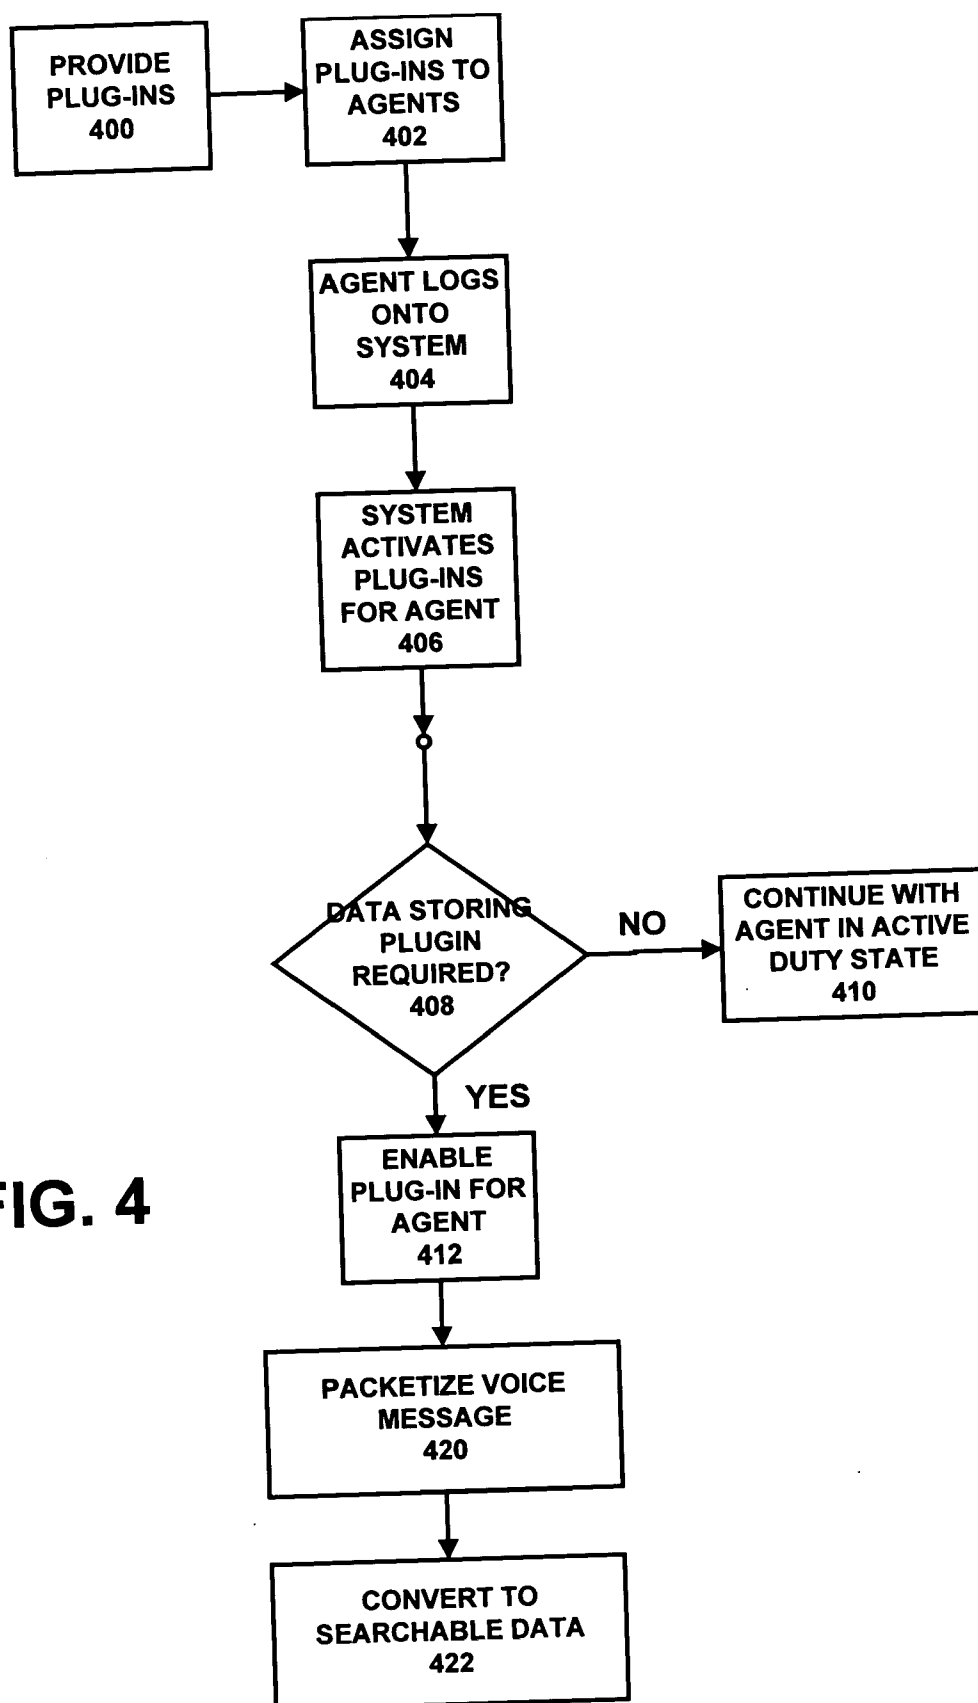 PROVIDE
PLUG-INS
400
ASSIGN
PLUG-INS TO
AGENTS
402
AGENT LOGS
ONTO
SYSTEM
404
SYSTEM
ACTIVATES
PLUG-INS
FOR AGENT
406
DATA STORING
PLUGIN
REQUIRED?
408
NO
CONTINUE WITH
AGENT IN ACTIVE
DUTY STATE
410
YES
ENABLE
PLUG-IN FOR
AGENT
412
FIG. 4
PACKETIZE VOICE
MESSAGE
420
CONVERT TO
SEARCHABLE DATA
422